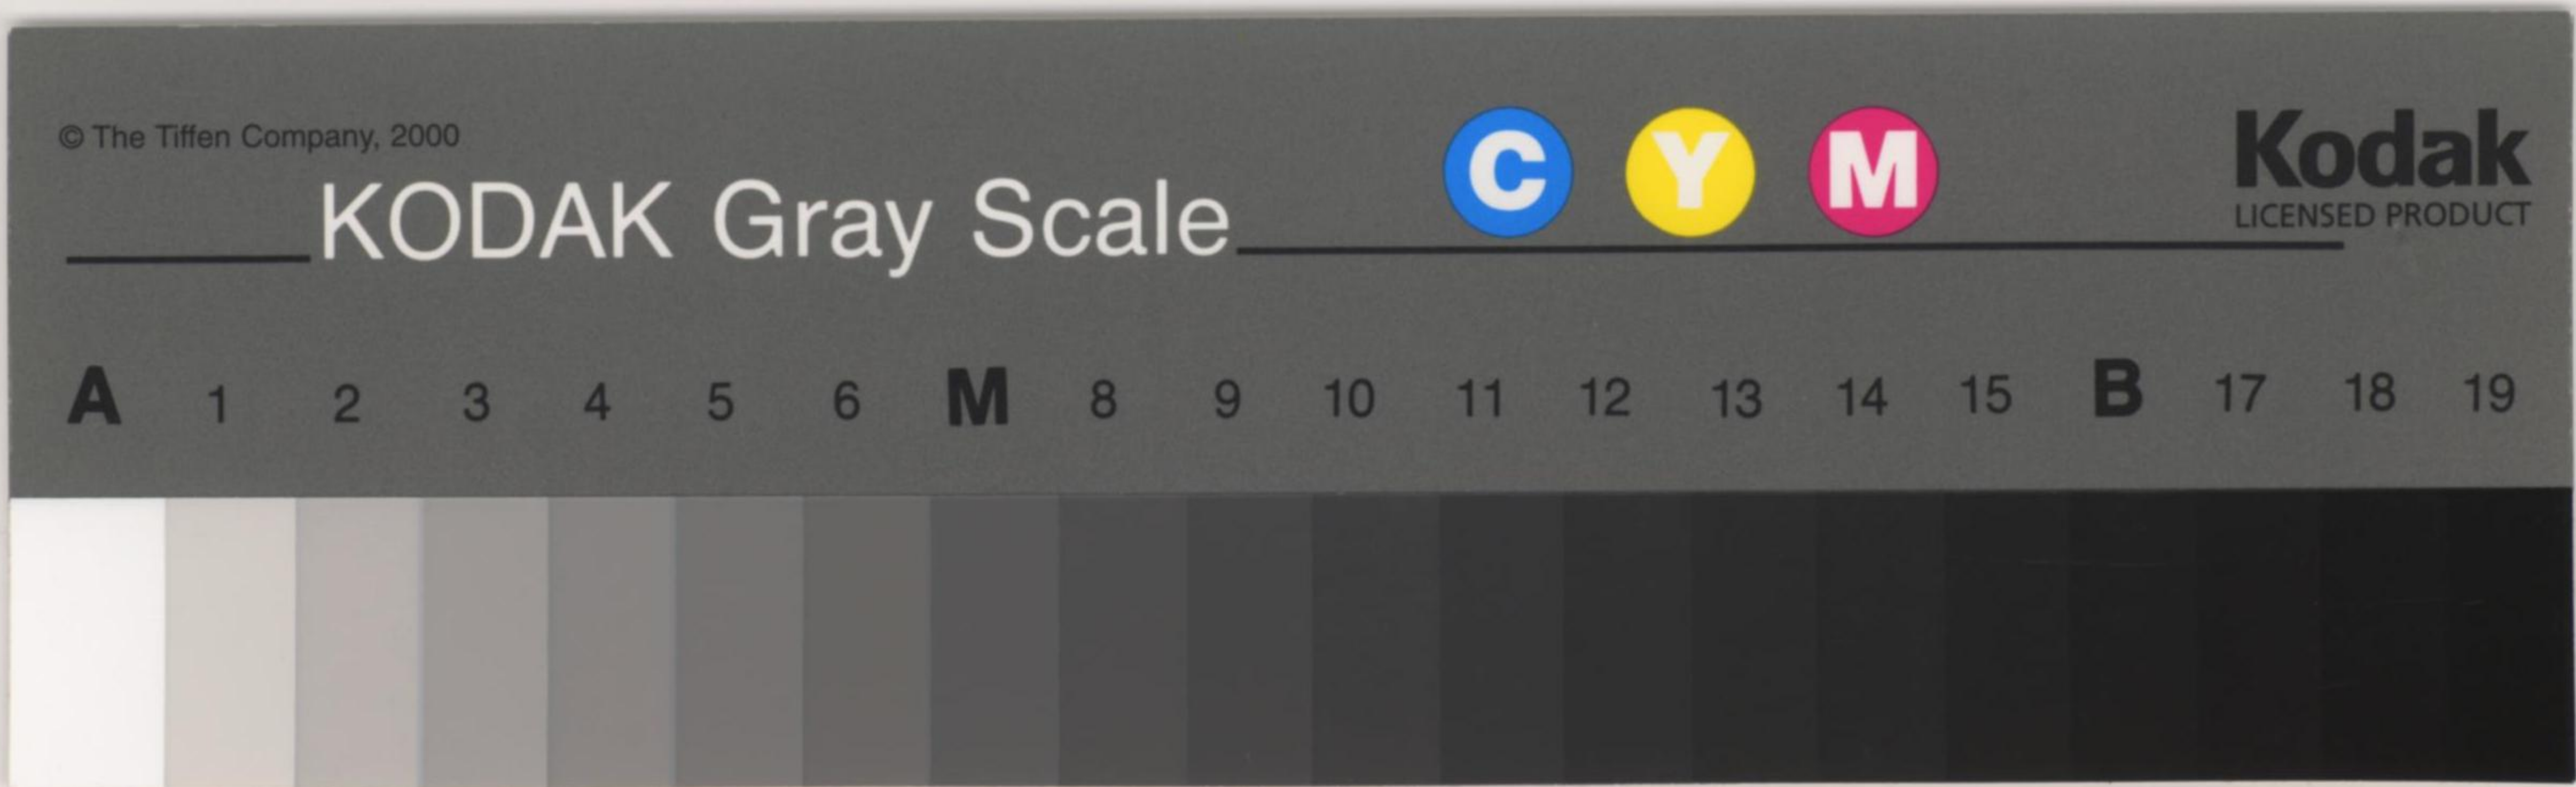 © The Tiffen Company, 2000
KODAK Gray Scale
C Y M
Kodak
LICENSED PRODUCT
A 1 2 3 4 5 6 M 8 9 10 11 12 13 14 15 B 17 18 19